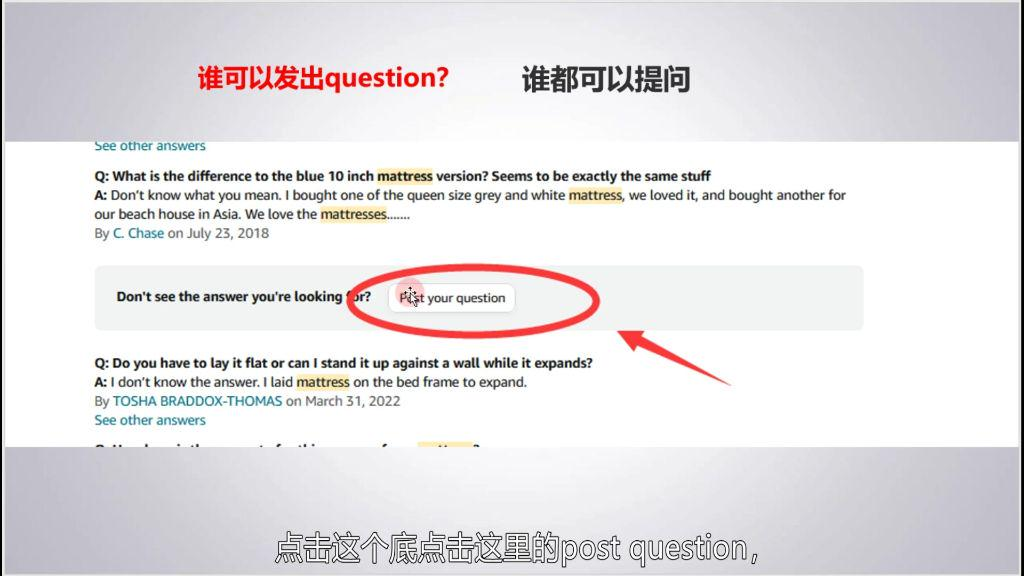 谁可以发出question?
谁都可以提问
See other answers
Q: What is the difference to the blue 10 inch mattress version? Seems to be exactly the same stuff
A: Don't know what you mean. I bought one of the queen size grey and white mattress, we loved it, and bought another for
our beach house in Asia. We love the mattresses.......
By C. Chase on July 23, 2018
Don't see the answer you're looking for?
Post your question
Q: Do you have to lay it flat or can I stand it up against a wall while it expands?
A: I don't know the answer. I laid mattress on the bed frame to expand.
By TOSHA BRADDOX-THOMAS on March 31, 2022
See other answers
点击这个底点击这里的post question,